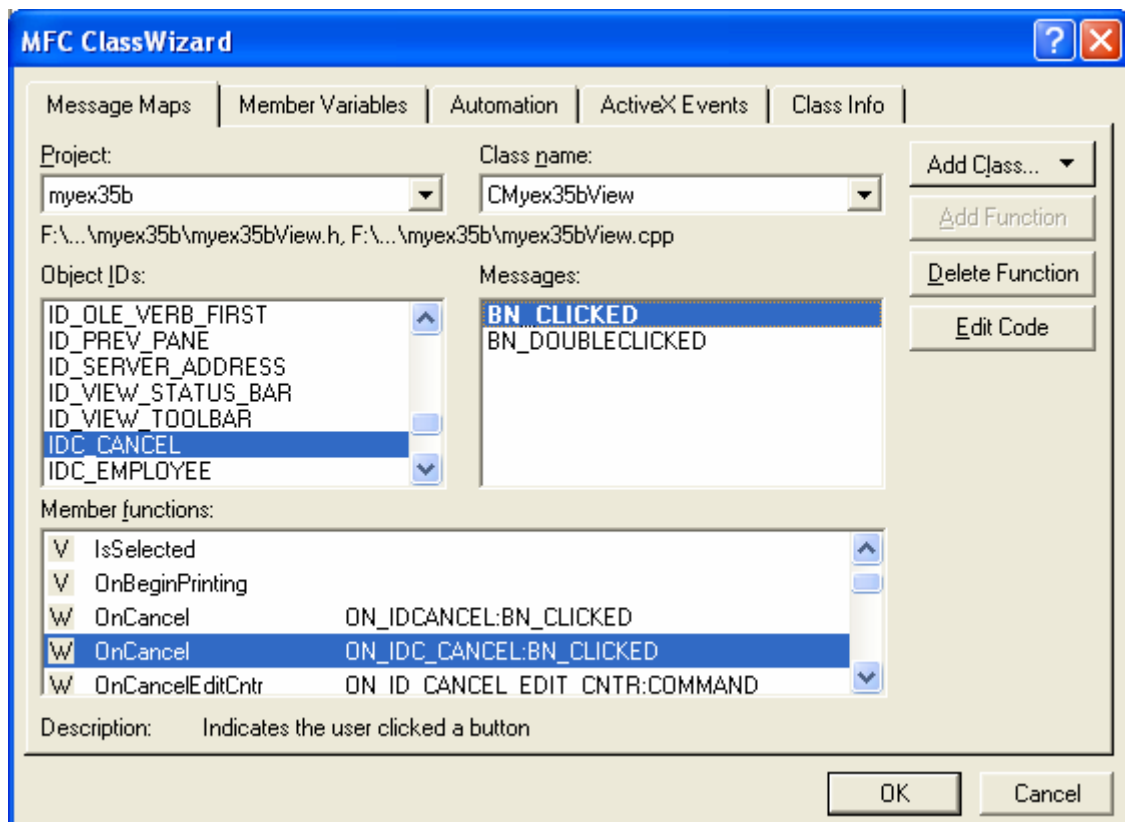 MFC ClassWizard
Message Maps Member Variables Automation ActiveX Events Class Info
Project: Class name:
myex35b CMyex35bView
F:\...\myex35b\myex35bView.h, F:\...\myex35b\myex35bView.cpp
Object IDs: Messages:
ID_OLE_VERB_FIRST
ID_PREV_PANE
ID_SERVER_ADDRESS
ID_VIEW_STATUS_BAR
ID_VIEW_TOOLBAR
IDC_CANCEL
IDC_EMPLOYEE
BN_CLICKED
BN_DOUBLECLICKED
Add Class...
Add Function
Delete Function
Edit Code
Member functions:
V IsSelected
V OnBeginPrinting
W OnCancel ON_IDCANCEL:BN_CLICKED
W OnCancel ON_IDC_CANCEL:BN_CLICKED
W OnCancelEditCntr ON_ID_CANCEL_EDIT_CNTR:COMMAND
Description: Indicates the user clicked a button
OK Cancel